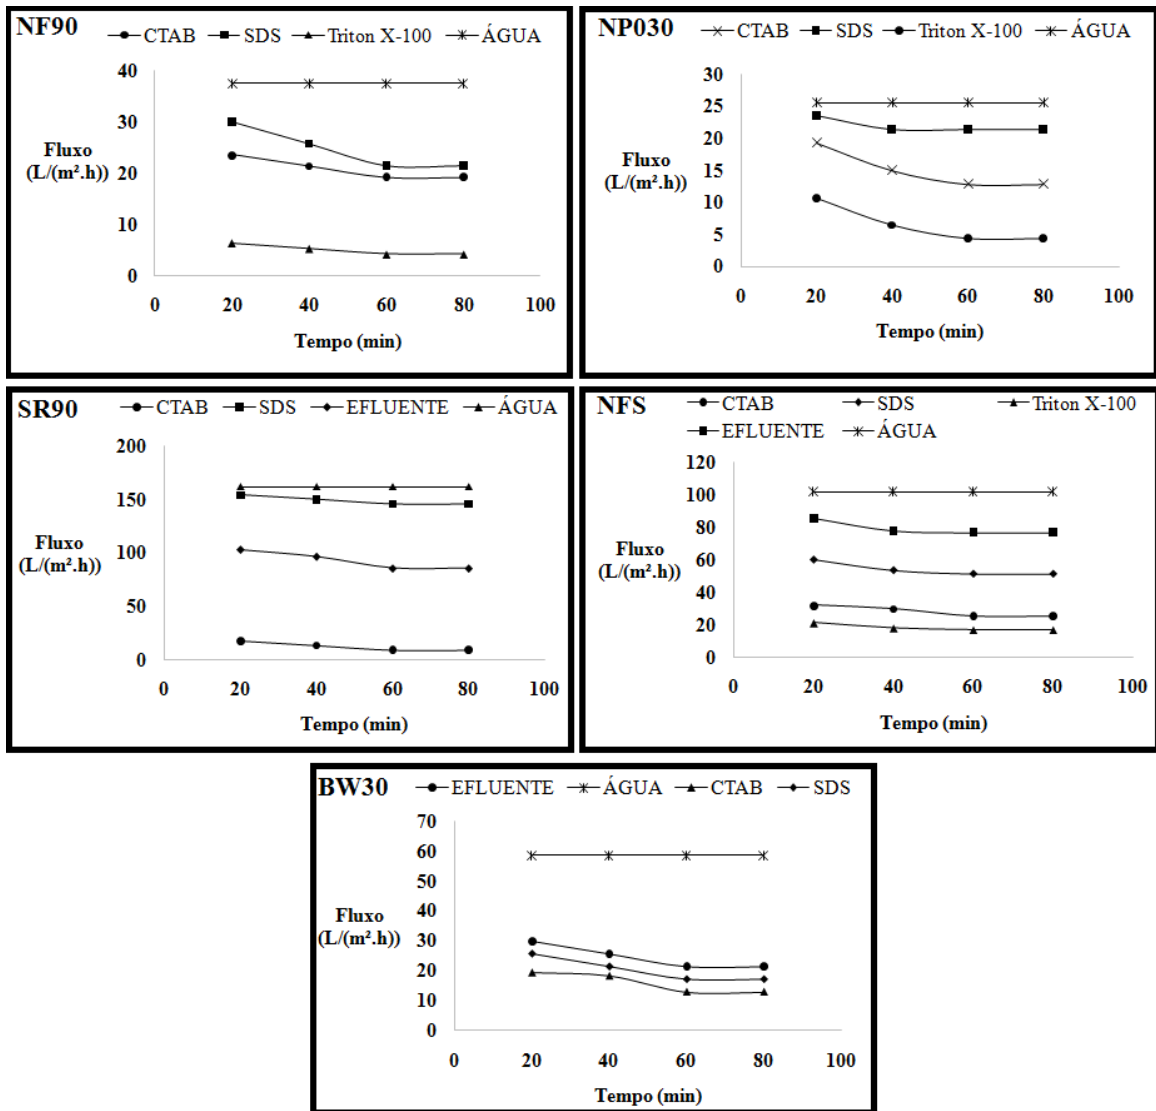 NF90
CTAB SDS Triton X-100 ÁGUA
40
30
20
10
0
Fluxo
(L/(m².h))
0 20 40 60 80 100
Tempo (min)
NP030
CTAB SDS Triton X-100 ÁGUA
30
25
20
15
10
5
0
Fluxo
(L/(m².h))
0 20 40 60 80 100
Tempo (min)
SR90
CTAB SDS EFLUENTE ÁGUA
200
150
100
50
0
Fluxo
(L/(m².h))
0 20 40 60 80 100
Tempo (min)
NFS
CTAB SDS Triton X-100
EFLUENTE ÁGUA
120
100
80
60
40
20
0
Fluxo
(L/(m².h))
0 20 40 60 80 100
Tempo (min)
BW30
EFLUENTE ÁGUA CTAB SDS
70
60
50
40
30
20
10
0
Fluxo
(L/(m².h))
0 20 40 60 80 100
Tempo (min)